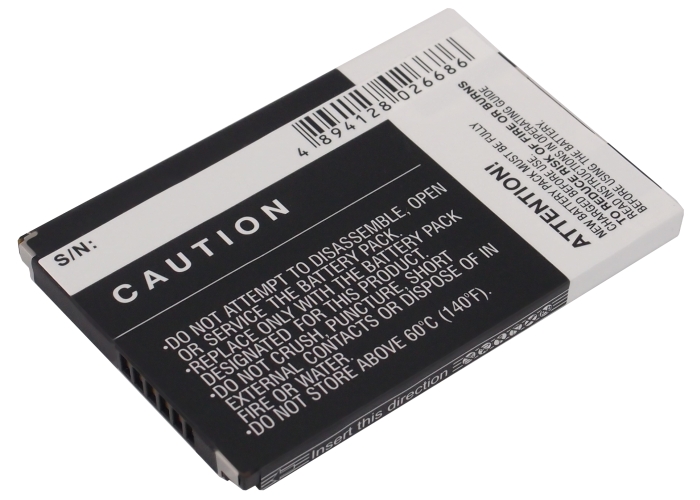 S/N:
4 894128 026686
CAUTION
•DO NOT ATTEMPT TO DISASSEMBLE, OPEN
OR SERVICE THE BATTERY PACK.
•REPLACE ONLY WITH THE BATTERY PACK
DESIGNATED FOR THIS PRODUCT.
•DO NOT CRUSH, PUNCTURE, SHORT
EXTERNAL CONTACTS OR DISPOSE OF IN
FIRE OR WATER.
•DO NOT STORE ABOVE 60°C (140°F).
ATTENTION!
NEW BATTERY PACK MUST BE FULLY
CHARGED BEFORE USE.
TO REDUCE RISK OF FIRE OR BURNS
READ INSTRUCTIONS IN OPERATING GUIDE
BEFORE USING THE BATTERY.
Insert this direction